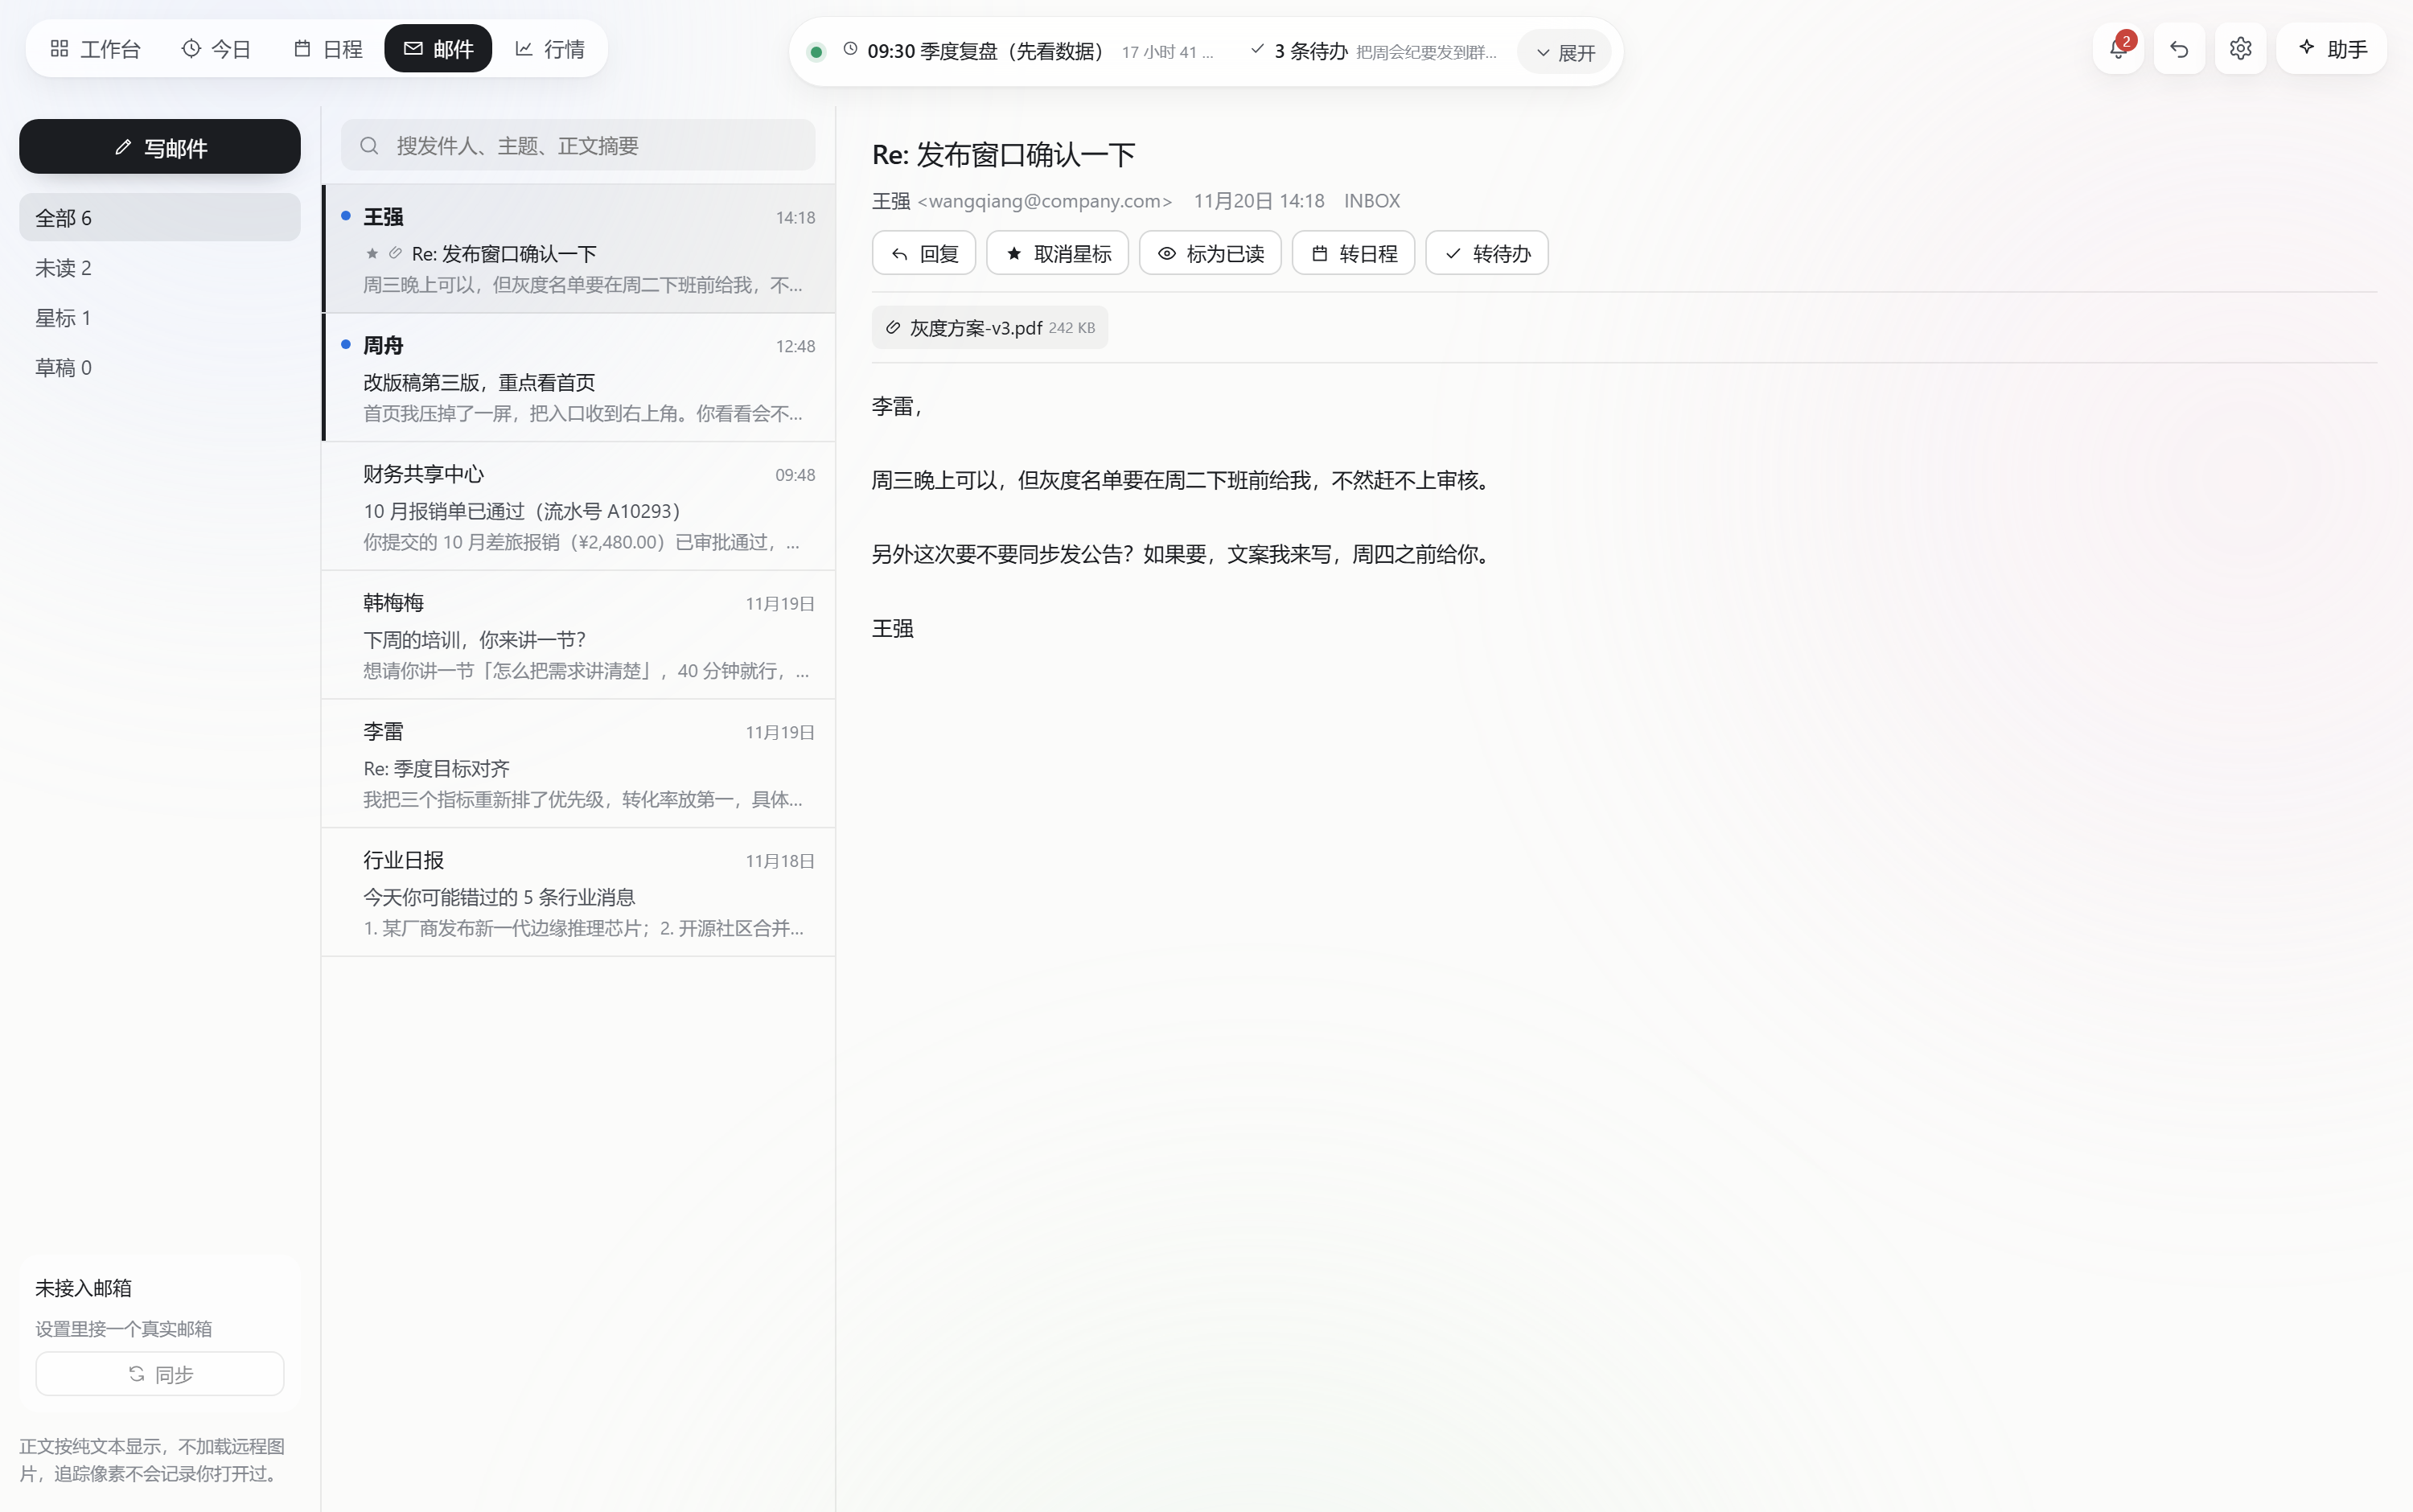 工作台 今日 日程 邮件 行情
09:30 季度复盘（先看数据） 17 小时 41 ... 3 条待办 把周会纪要发到群... 展开
2 助手
写邮件
全部 6
未读 2
星标 1
草稿 0
未接入邮箱
设置里接一个真实邮箱
同步
正文按纯文本显示，不加载远程图
片，追踪像素不会记录你打开过。
搜发件人、主题、正文摘要
王强 14:18
Re: 发布窗口确认一下
周三晚上可以，但灰度名单要在周二下班前给我，不...
周舟 12:48
改版稿第三版，重点看首页
首页我压掉了一屏，把入口收到右上角。你看看会不...
财务共享中心 09:48
10 月报销单已通过（流水号 A10293）
你提交的 10 月差旅报销（¥2,480.00）已审批通过，...
韩梅梅 11月19日
下周的培训，你来讲一节？
想请你讲一节「怎么把需求讲清楚」，40 分钟就行，...
李雷 11月19日
Re: 季度目标对齐
我把三个指标重新排了优先级，转化率放第一，具体...
行业日报 11月18日
今天你可能错过的 5 条行业消息
1. 某厂商发布新一代边缘推理芯片；2. 开源社区合并...
Re: 发布窗口确认一下
王强 <wangqiang@company.com> 11月20日 14:18 INBOX
回复 取消星标 标为已读 转日程 转待办
灰度方案-v3.pdf 242 KB
李雷，
周三晚上可以，但灰度名单要在周二下班前给我，不然赶不上审核。
另外这次要不要同步发公告？如果要，文案我来写，周四之前给你。
王强